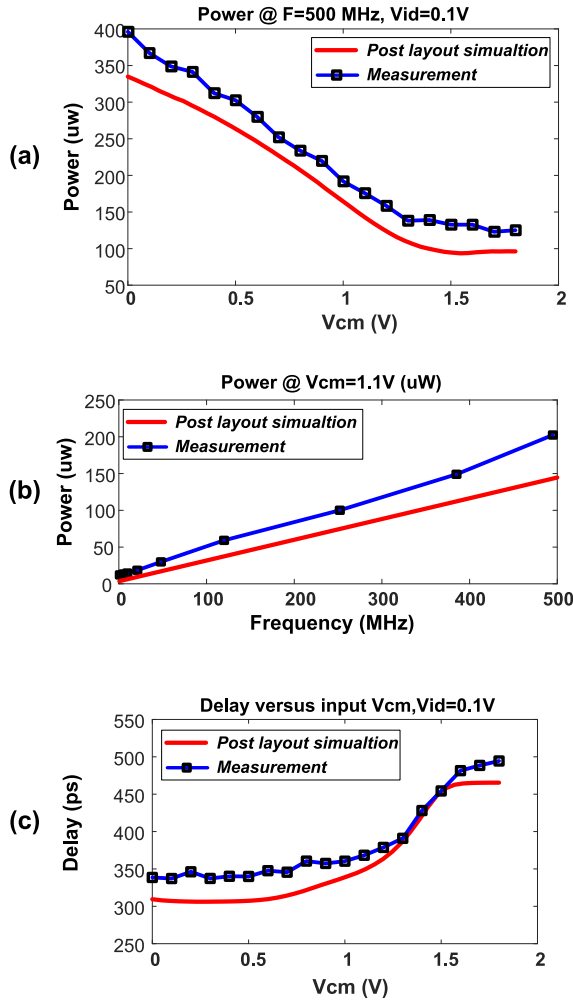 Power @ F=500 MHz, Vid=0.1V
400
350
300
250
200
150
100
50
Post layout simualtion
Measurement
(a)
Power (uw)
0
0.5
1
1.5
2
Vcm (V)
Power @ Vcm=1.1V (uW)
250
200
150
100
50
0
Post layout simualtion
Measurement
(b)
Power (uw)
0
100
200
300
400
500
Frequency (MHz)
Delay versus input Vcm,Vid=0.1V
550
500
450
400
350
300
250
Post layout simualtion
Measurement
(c)
Delay (ps)
0
0.5
1
1.5
2
Vcm (V)